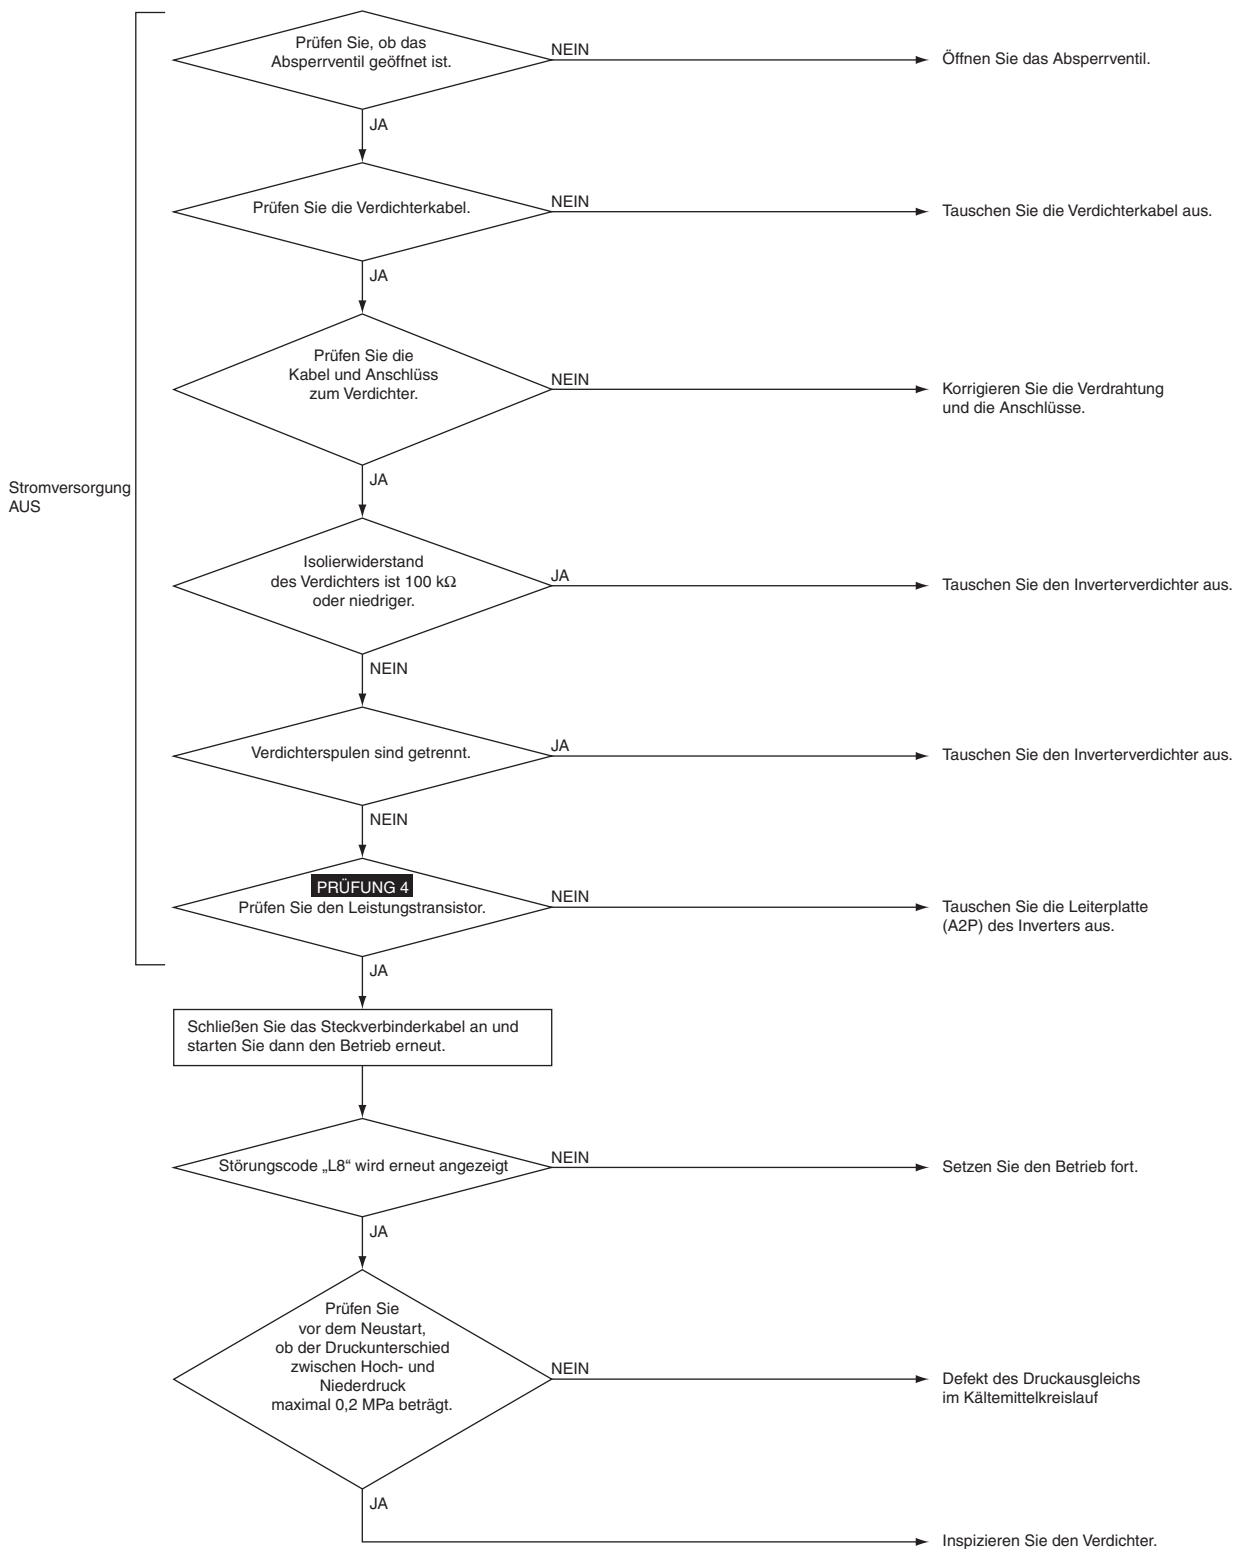 Prüfen Sie, ob das
Absperrventil geöffnet ist.
NEIN
Öffnen Sie das Absperrventil.
JA
Prüfen Sie die Verdichterkabel.
NEIN
Tauschen Sie die Verdichterkabel aus.
JA
Prüfen Sie die
Kabel und Anschlüss
zum Verdichter.
NEIN
Korrigieren Sie die Verdrahtung
und die Anschlüsse.
JA
Stromversorgung
AUS
Isolierwiderstand
des Verdichters ist 100 kΩ
oder niedriger.
JA
Tauschen Sie den Inverterverdichter aus.
NEIN
Verdichterspulen sind getrennt.
JA
Tauschen Sie den Inverterverdichter aus.
NEIN
PRÜFUNG 4
Prüfen Sie den Leistungstransistor.
NEIN
Tauschen Sie die Leiterplatte
(A2P) des Inverters aus.
JA
Schließen Sie das Steckverbinderkabel an und
starten Sie dann den Betrieb erneut.
Störungscode „L8“ wird erneut angezeigt
NEIN
Setzen Sie den Betrieb fort.
JA
Prüfen Sie
vor dem Neustart,
ob der Druckunterschied
zwischen Hoch- und
Niederdruck
maximal 0,2 MPa beträgt.
NEIN
Defekt des Druckausgleichs
im Kältemittelkreislauf
JA
Inspizieren Sie den Verdichter.